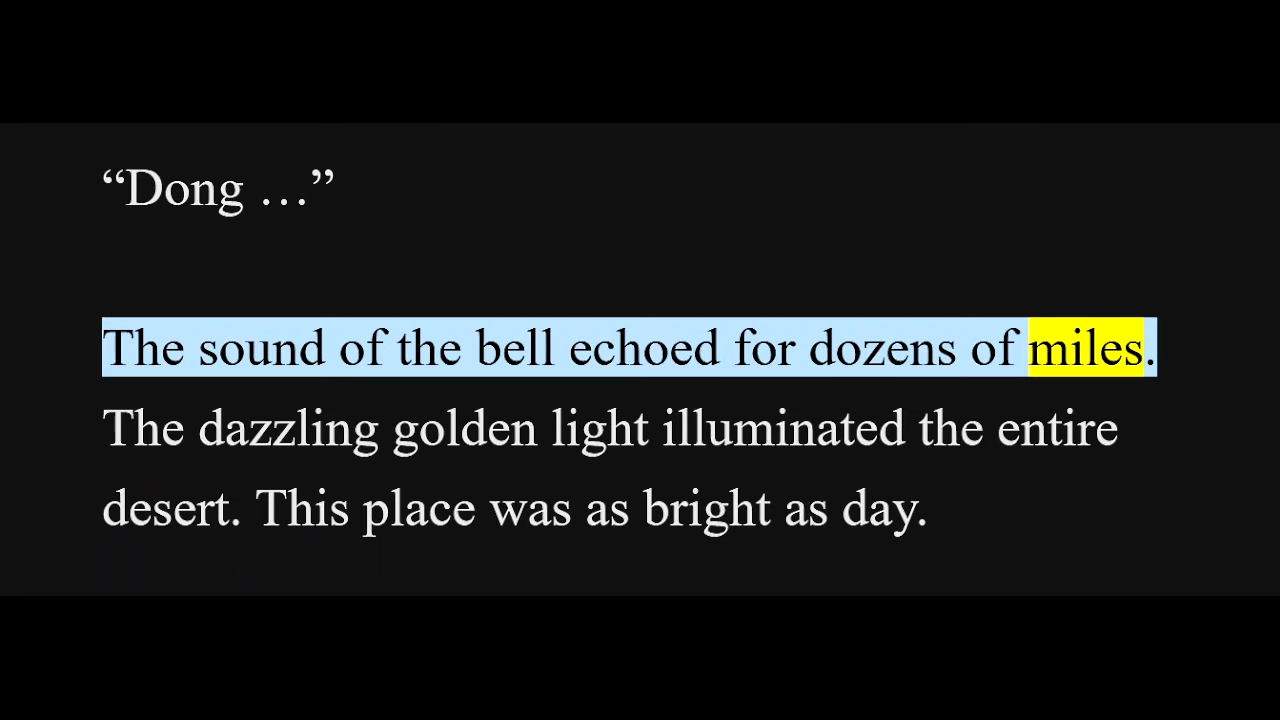 “Dong …”
The sound of the bell echoed for dozens of miles.
The dazzling golden light illuminated the entire
desert. This place was as bright as day.